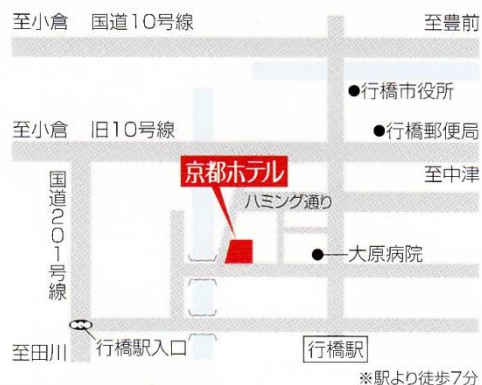 至小倉 国道10号線 至豊前
●行橋市役所
至小倉 旧10号線 ●行橋郵便局
京都ホテル 至中津
ハミング通り
国道201号線
●大原病院
至田川 行橋駅入口 行橋駅
※駅より徒歩7分